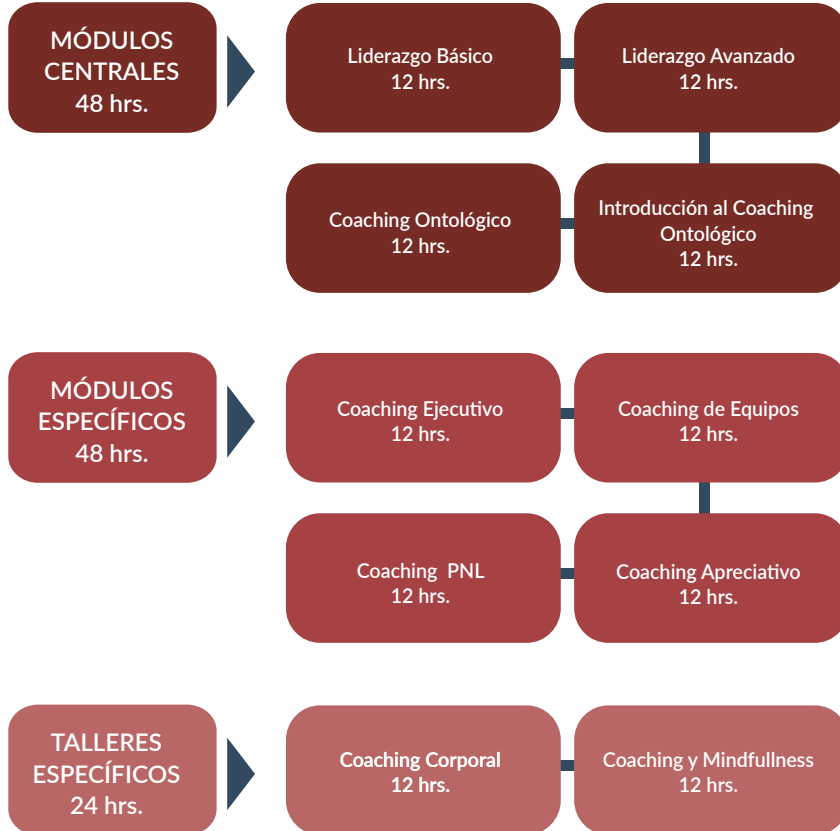 MÓDULOS
CENTRALES
48 hrs.
Liderazgo Básico
12 hrs.
Liderazgo Avanzado
12 hrs.
Coaching Ontológico
12 hrs.
Introducción al Coaching
Ontológico
12 hrs.
MÓDULOS
ESPECÍFICOS
48 hrs.
Coaching Ejecutivo
12 hrs.
Coaching de Equipos
12 hrs.
Coaching  PNL
12 hrs.
Coaching Apreciativo
12 hrs.
TALLERES
ESPECÍFICOS
24 hrs.
Coaching Corporal
12 hrs.
Coaching y Mindfullness
12 hrs.